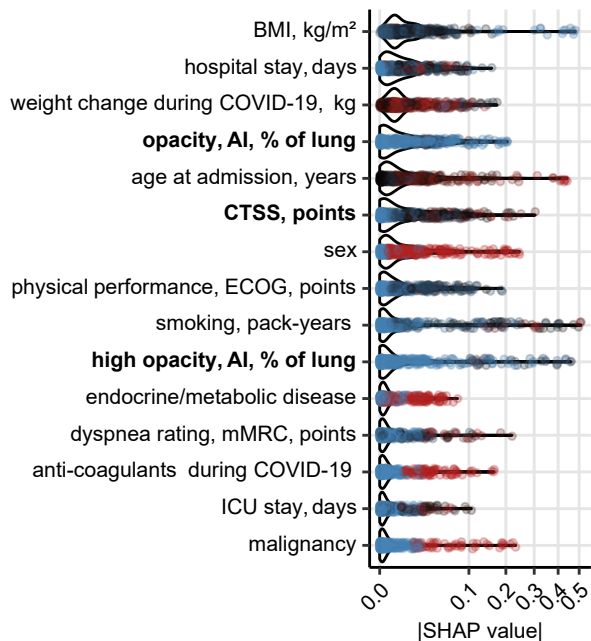 BMI, kg/m²
hospital stay, days
weight change during COVID-19, kg
opacity, AI, % of lung
age at admission, years
CTSS, points
sex
physical performance, ECOG, points
smoking, pack-years
high opacity, AI, % of lung
endocrine/metabolic disease
dyspnea rating, mMRC, points
anti-coagulants during COVID-19
ICU stay, days
malignancy
0.0 0.1 0.2 0.3 0.4 0.5
|SHAP value|